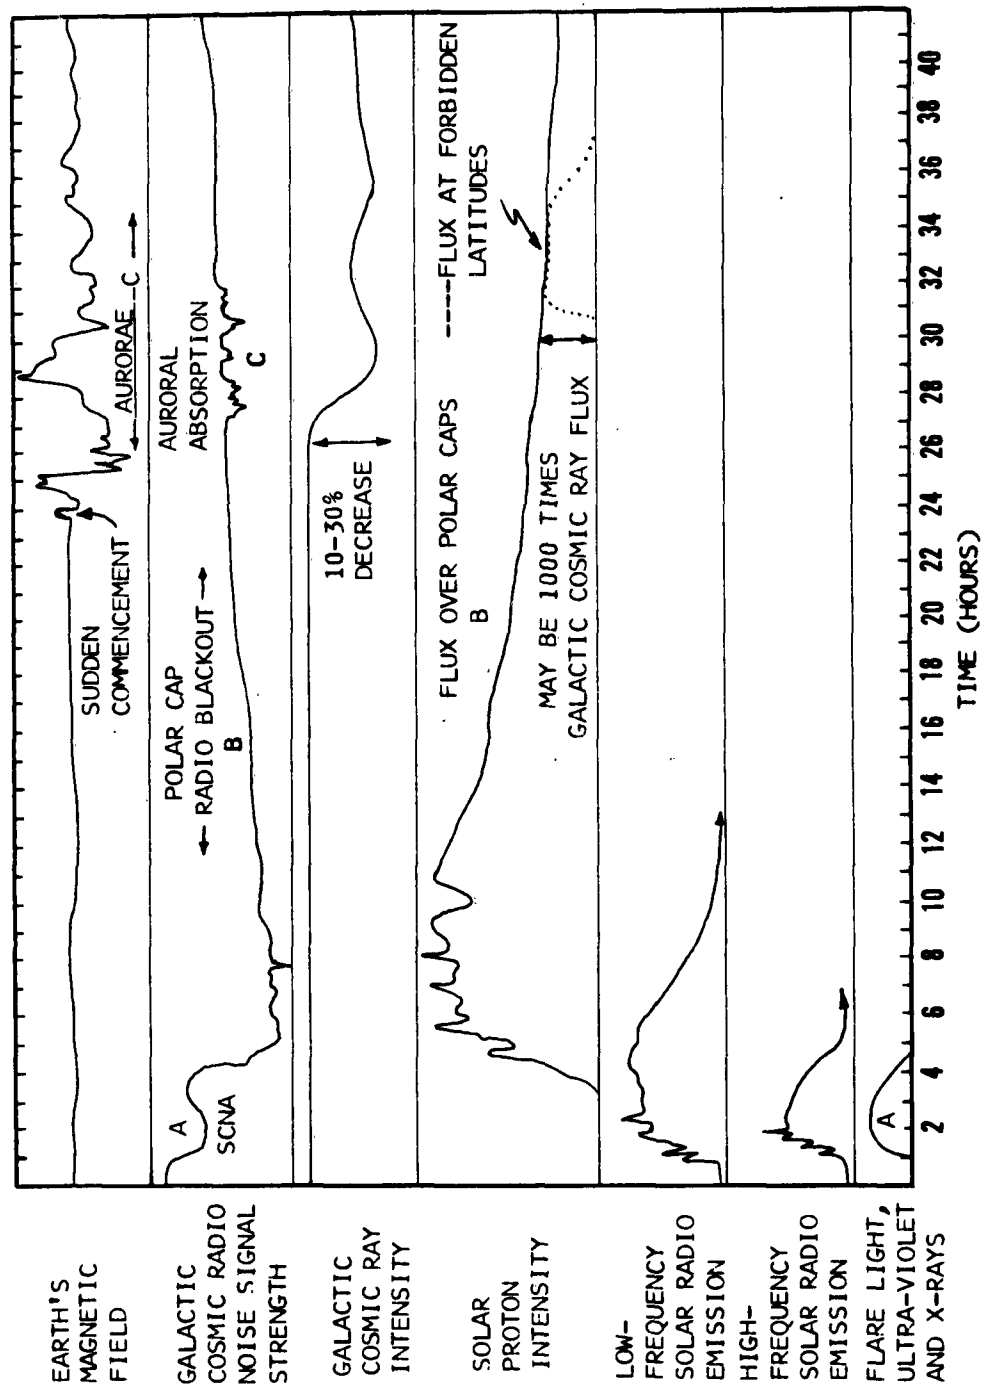 EARTH'S
MAGNETIC
FIELD
SUDDEN
COMMENCEMENT
AURORAE C
GALACTIC
COSMIC RADIO
NOISE SIGNAL
STRENGTH
A
SCNA
POLAR CAP
RADIO BLACKOUT
B
AURORAL
ABSORPTION
C
GALACTIC
COSMIC RAY
INTENSITY
10-30%
DECREASE
SOLAR
PROTON
INTENSITY
FLUX OVER POLAR CAPS
B
----FLUX AT FORBIDDEN
LATITUDES
MAY BE 1000 TIMES
GALACTIC COSMIC RAY FLUX
LOW-
FREQUENCY
SOLAR RADIO
EMISSION
HIGH-
FREQUENCY
SOLAR RADIO
EMISSION
FLARE LIGHT,
ULTRA-VIOLET
AND X-RAYS
A
2 4 6 8 10 12 14 16 18 20 22 24 26 28 30 32 34 36 38 40
TIME (HOURS)